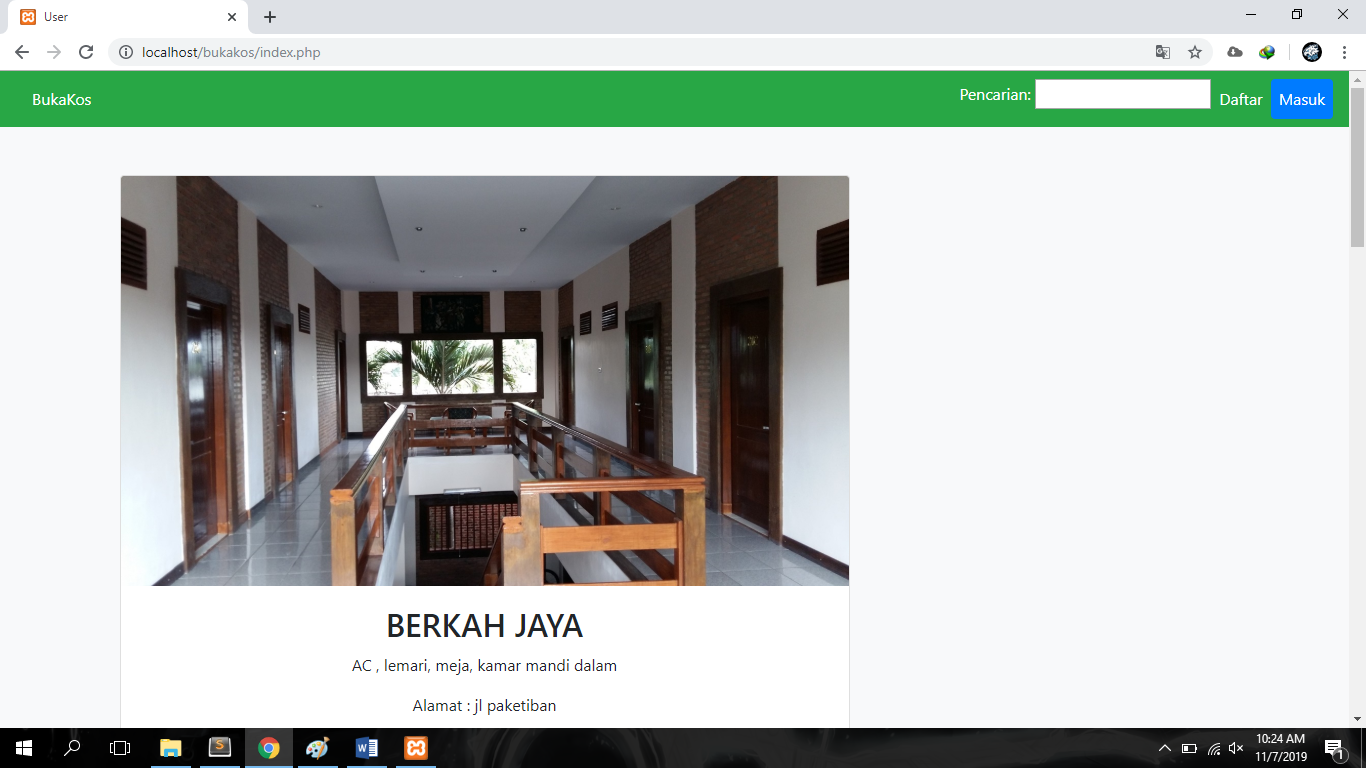 User
localhost/bukakos/index.php
BukaKos
Pencarian:
Daftar
Masuk
BERKAH JAYA
AC , lemari, meja, kamar mandi dalam
Alamat : jl paketiban
10:24 AM
11/7/2019
1